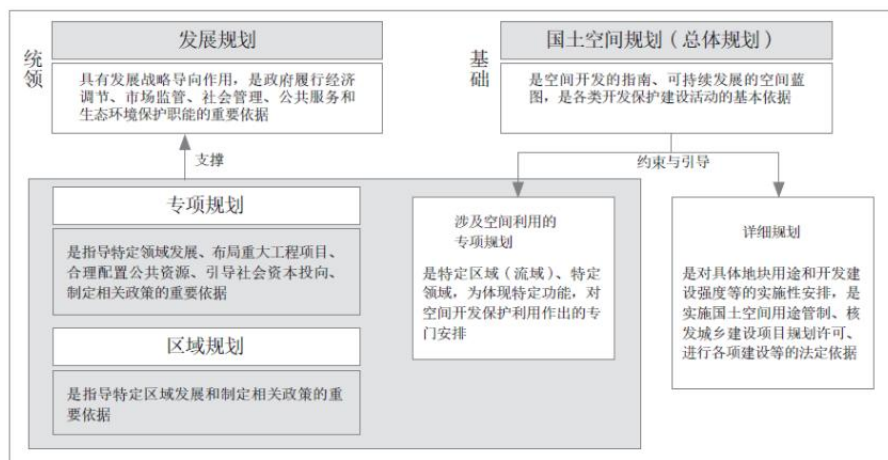 统领
发展规划
具有发展战略导向作用，是政府履行经济
调节、市场监管、社会管理、公共服务和
生态环境保护职能的重要依据
基础
国土空间规划（总体规划）
是空间开发的指南、可持续发展的空间蓝
图，是各类开发保护建设活动的基本依据
支撑
约束与引导
专项规划
是指导特定领域发展、布局重大工程项目、
合理配置公共资源、引导社会资本投向、
制定相关政策的重要依据
区域规划
是指导特定区域发展和制定相关政策的重
要依据
涉及空间利用的
专项规划
是特定区域（流域）、特定
领域，为体现特定功能，对
空间开发保护利用作出的专
门安排
详细规划
是对具体地块用途和开发建
设强度等的实施性安排，是
实施国土空间用途管制、核
发城乡建设项目规划许可、
进行各项建设等的法定依据